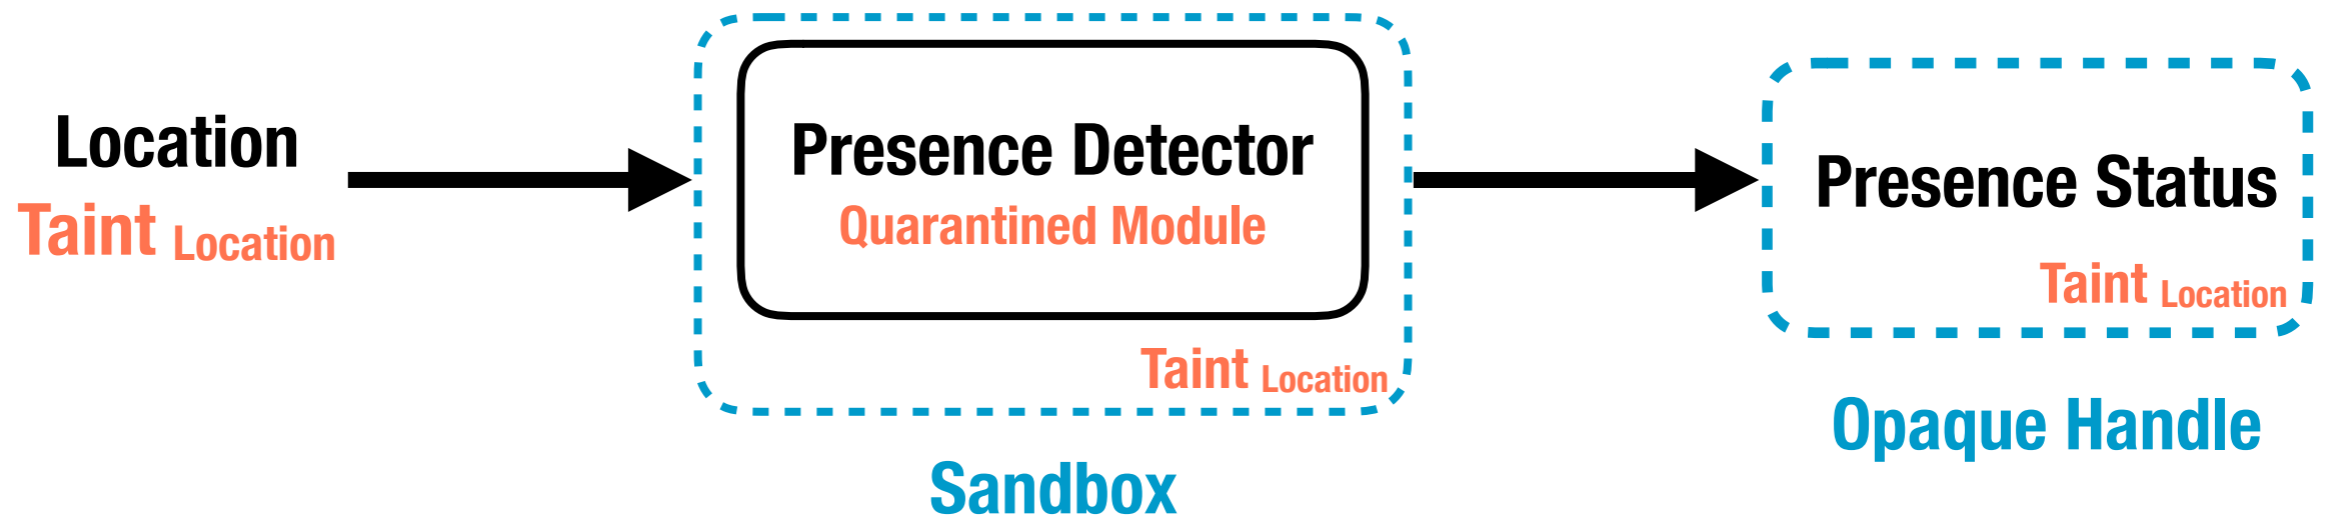 Location
Taint Location
Presence Detector
Quarantined Module
Taint Location
Sandbox
Presence Status
Taint Location
Opaque Handle